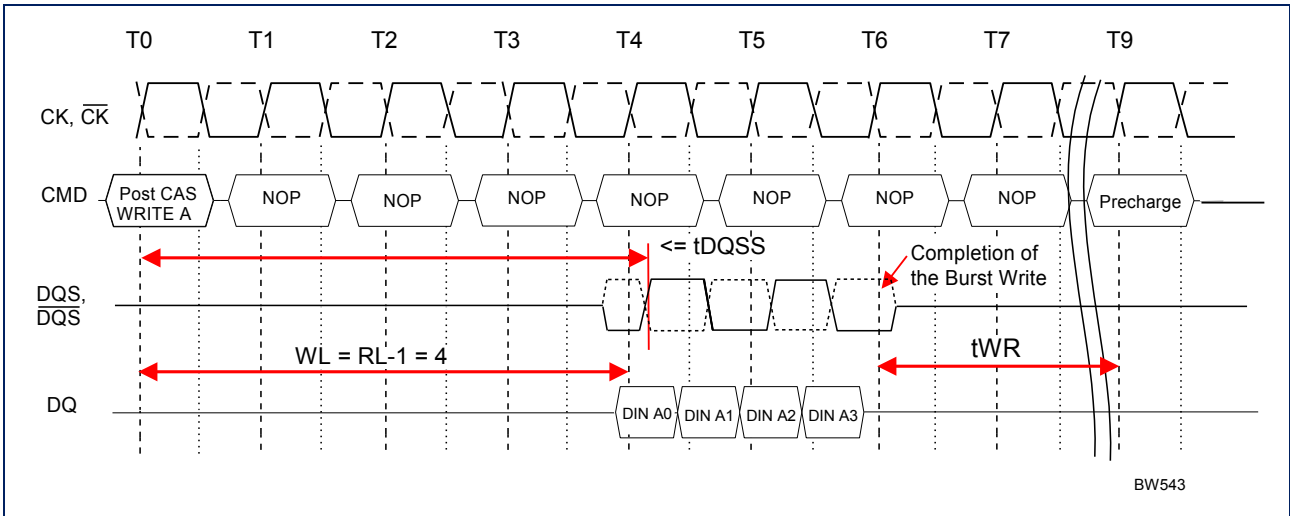 T0 T1 T2 T3 T4 T5 T6 T7 T9
CK, CK
CMD
Post CAS
WRITE A
NOP NOP NOP NOP NOP NOP NOP Precharge
<= tDQSS
Completion of
the Burst Write
DQS,
DQS
WL = RL-1 = 4
tWR
DQ
DIN A0 DIN A1 DIN A2 DIN A3
BW543